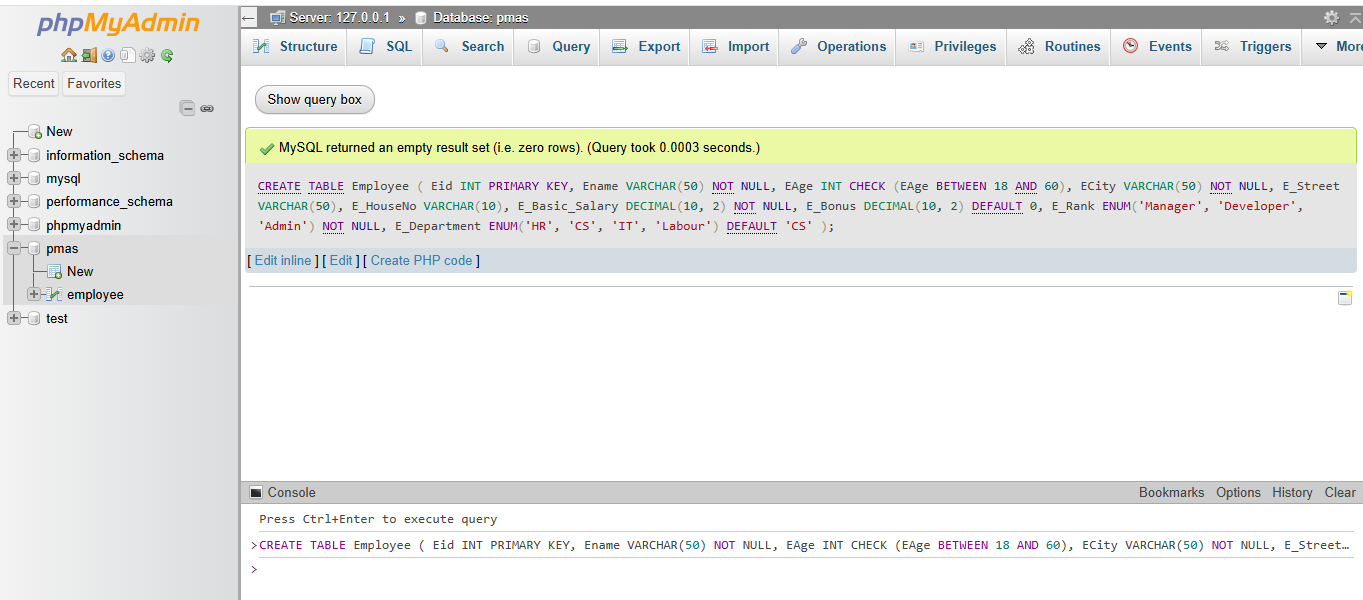 phpMyAdmin
Recent Favorites
New
information_schema
mysql
performance_schema
phpmyadmin
pmas
New
employee
test
Server: 127.0.0.1 » Database: pmas
Structure SQL Search Query Export Import Operations Privileges Routines Events Triggers More
Show query box
MySQL returned an empty result set (i.e. zero rows). (Query took 0.0003 seconds.)
CREATE TABLE Employee ( Eid INT PRIMARY KEY, Ename VARCHAR(50) NOT NULL, EAge INT CHECK (EAge BETWEEN 18 AND 60), ECity VARCHAR(50) NOT NULL, E_Street
VARCHAR(50), E_HouseNo VARCHAR(10), E_Basic_Salary DECIMAL(10, 2) NOT NULL, E_Bonus DECIMAL(10, 2) DEFAULT 0, E_Rank ENUM('Manager', 'Developer',
'Admin') NOT NULL, E_Department ENUM('HR', 'CS', 'IT', 'Labour') DEFAULT 'CS' );
[ Edit inline ] [ Edit ] [ Create PHP code ]
Console Bookmarks Options History Clear
Press Ctrl+Enter to execute query
>CREATE TABLE Employee ( Eid INT PRIMARY KEY, Ename VARCHAR(50) NOT NULL, EAge INT CHECK (EAge BETWEEN 18 AND 60), ECity VARCHAR(50) NOT NULL, E_Street…
>